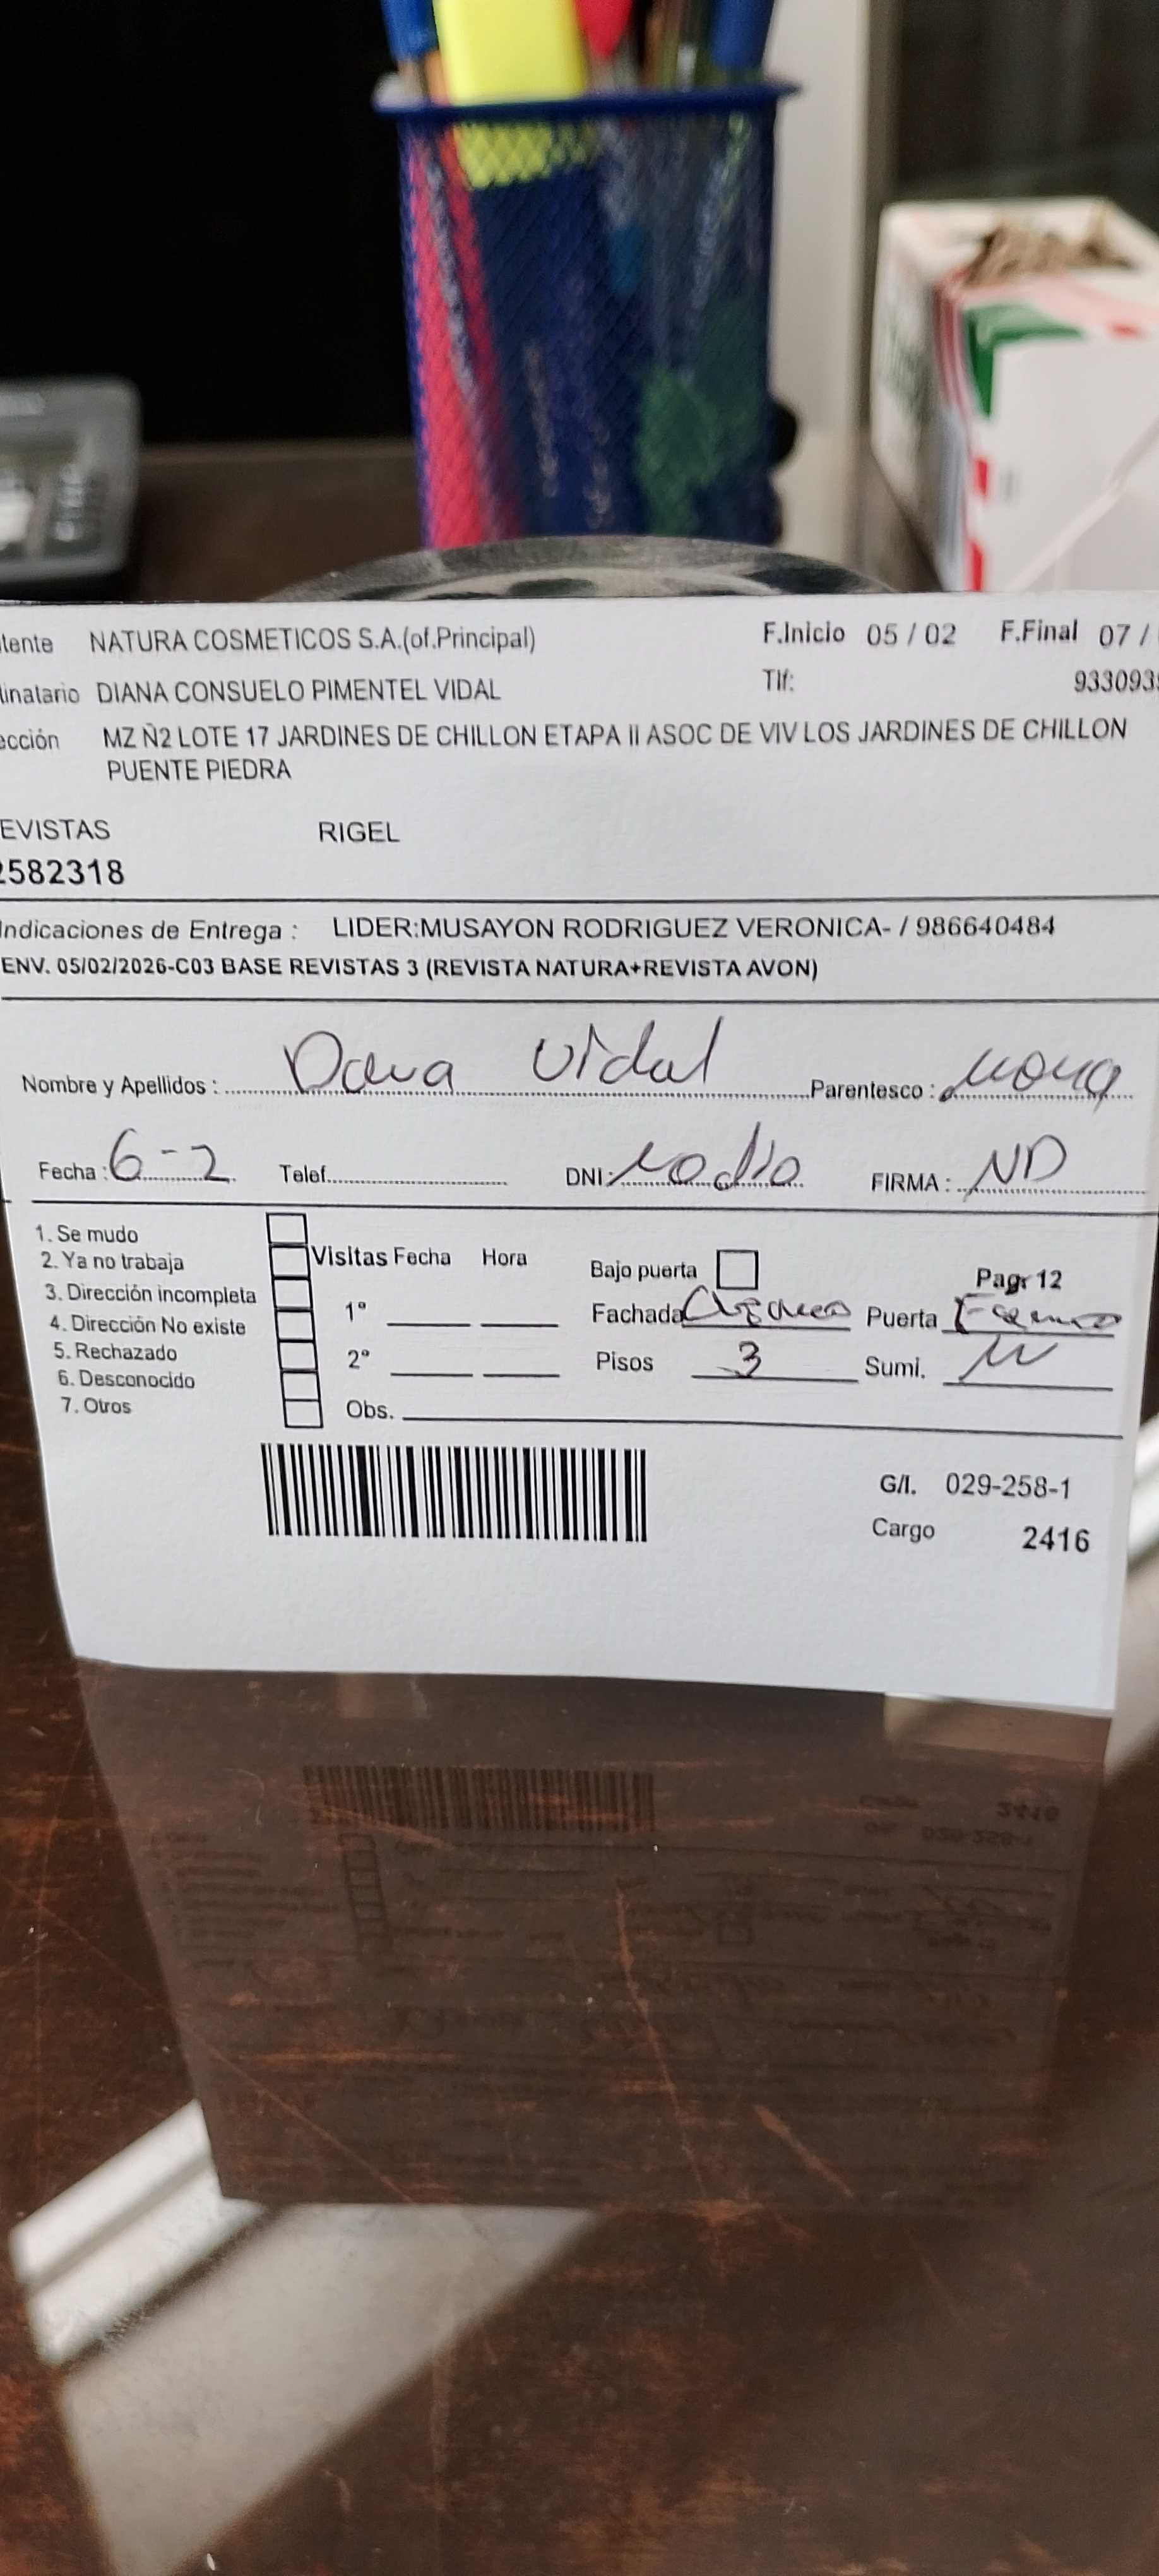 lente NATURA COSMETICOS S.A.(of.Principal) F.Inicio 05 / 02 F.Final 07 /
linatario DIANA CONSUELO PIMENTEL VIDAL Tlf: 933093
ección MZ Ñ2 LOTE 17 JARDINES DE CHILLON ETAPA II ASOC DE VIV LOS JARDINES DE CHILLON
PUENTE PIEDRA
EVISTAS RIGEL
2582318
Indicaciones de Entrega : LIDER:MUSAYON RODRIGUEZ VERONICA- / 986640484
ENV. 05/02/2026-C03 BASE REVISTAS 3 (REVISTA NATURA+REVISTA AVON)
Nombre y Apellidos : Vidal Parentesco :
Fecha : 6-2 Telef. DNI: FIRMA : ND
1. Se mudo
2. Ya no trabaja Visitas Fecha Hora Bajo puerta Pag: 12
3. Dirección incompleta 1ª Fachada Puerta
4. Dirección No existe
5. Rechazado 2ª Pisos 3 Sumi.
6. Desconocido
7. Otros Obs.
G/I. 029-258-1
Cargo 2416